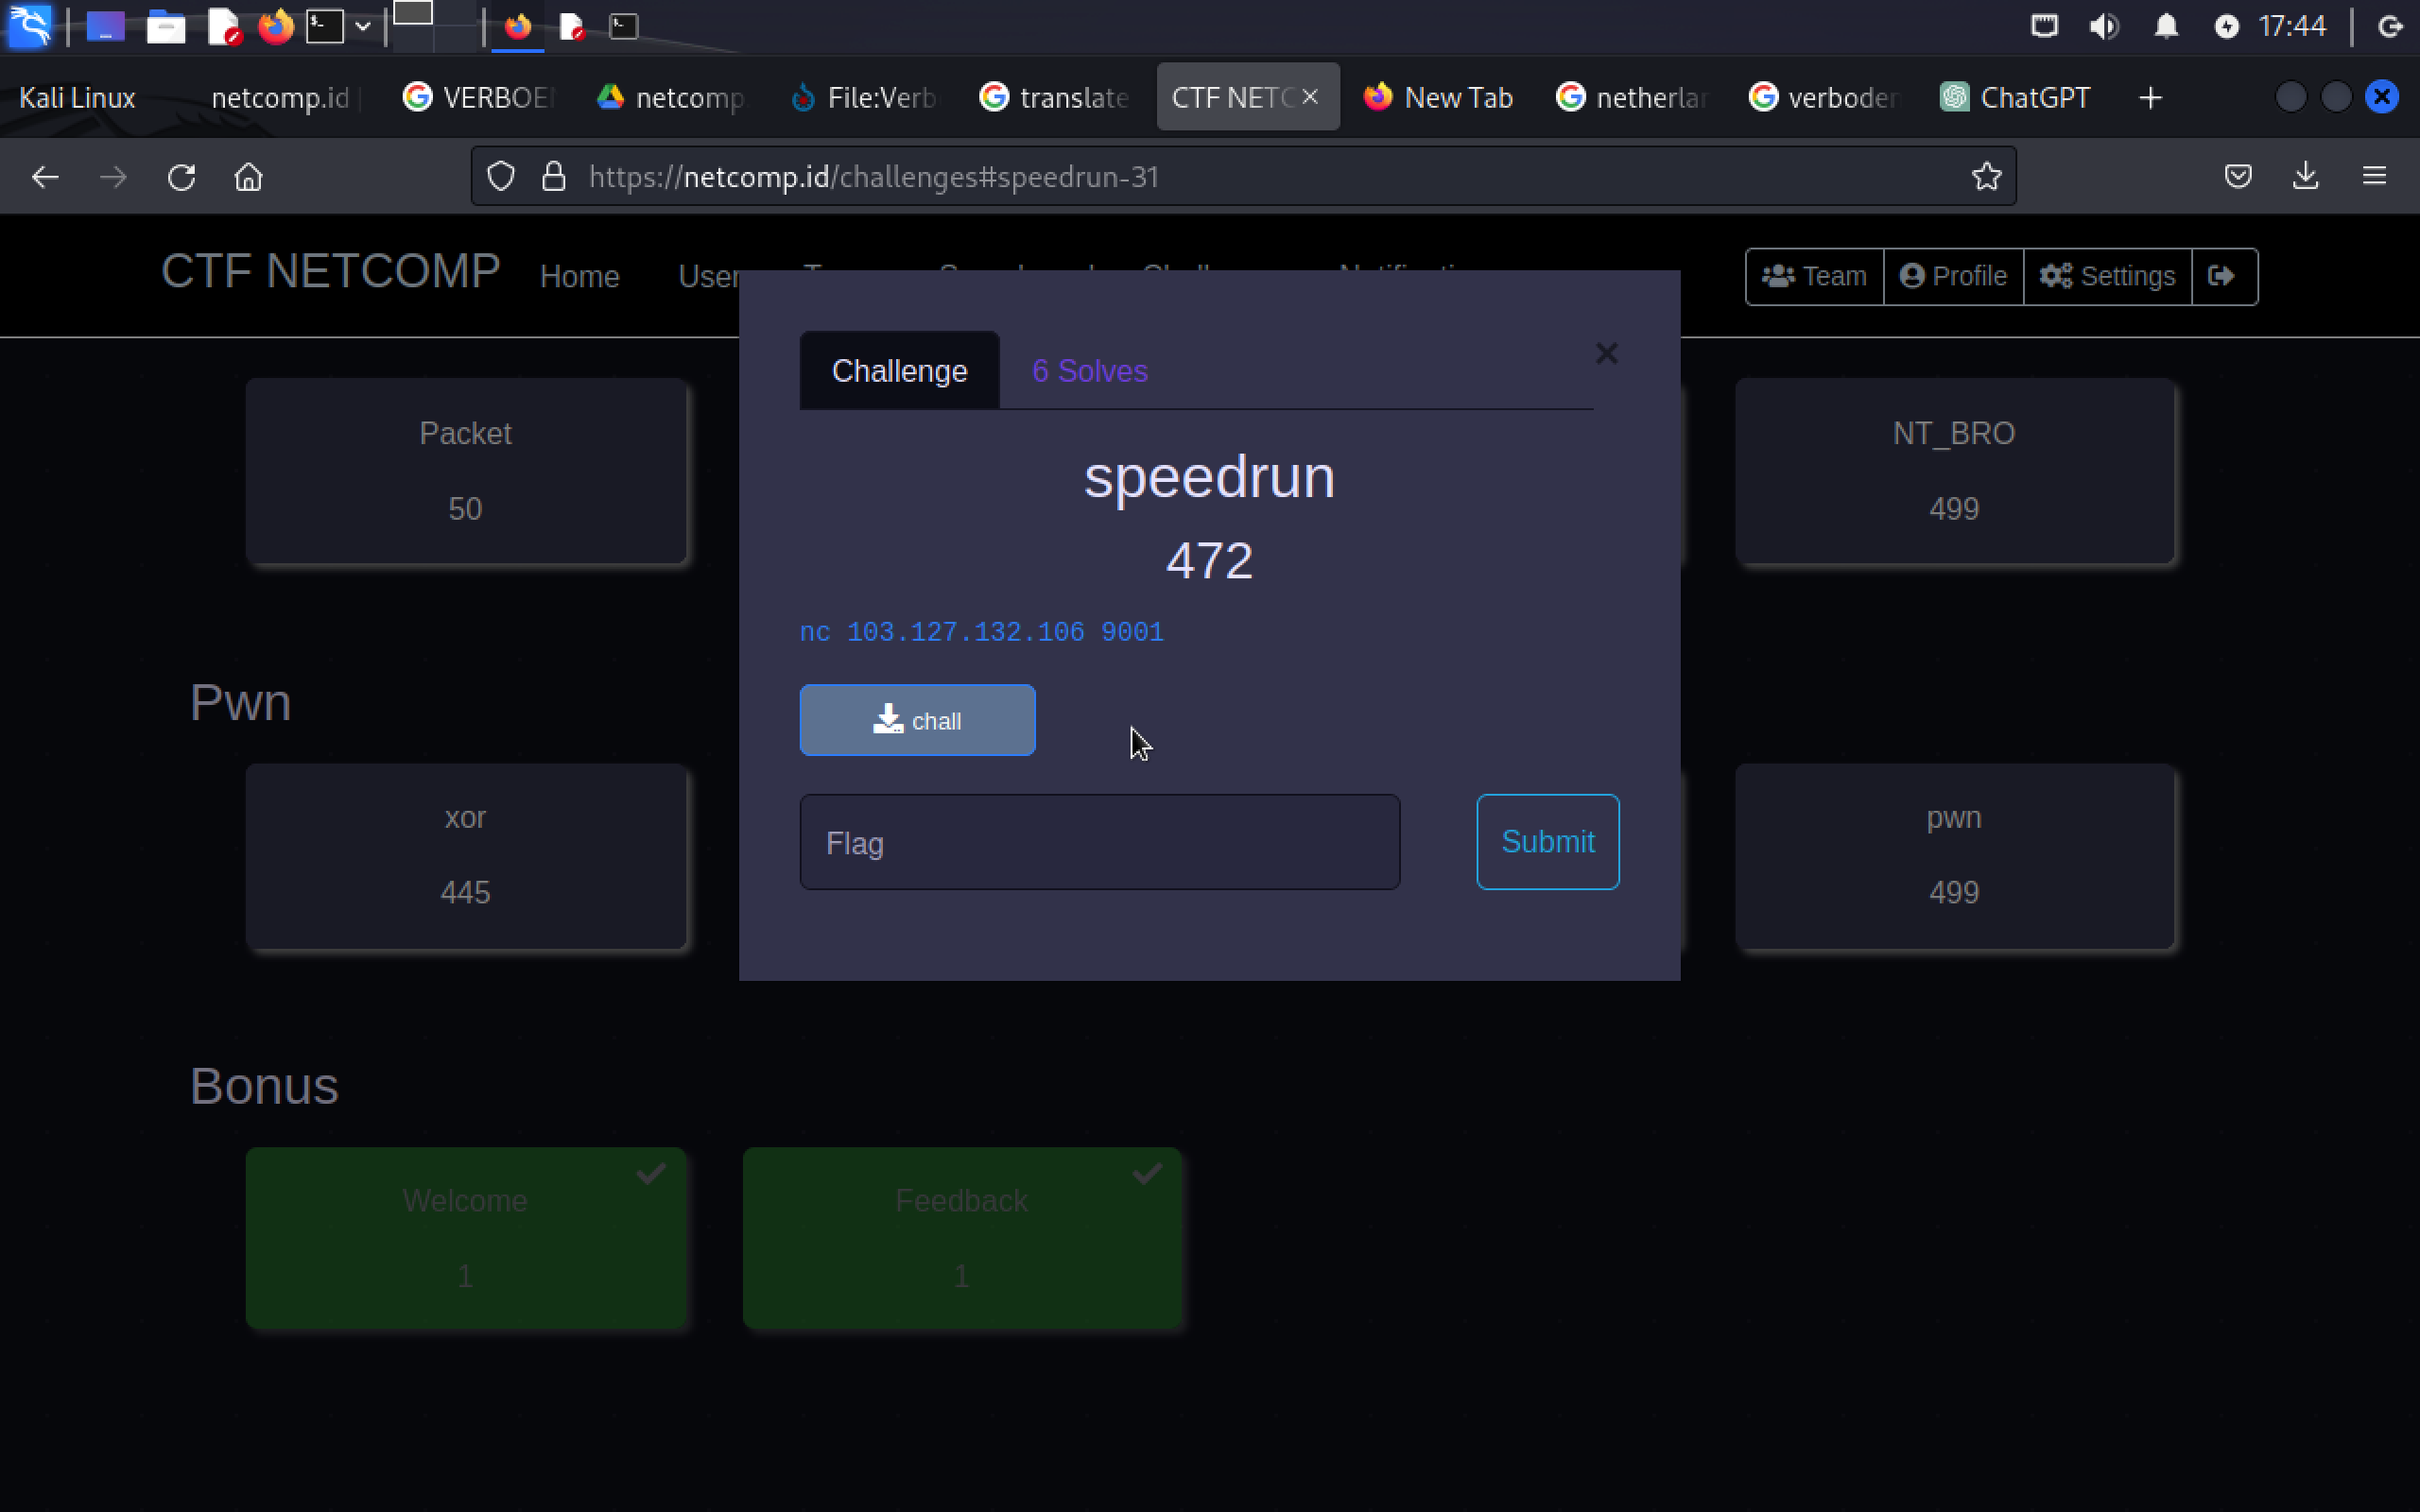 17:44
Kali Linux netcomp.id VERBOE netcomp File:Verb translate CTF NETC New Tab netherlan verboden ChatGPT
https://netcomp.id/challenges#speedrun-31
CTF NETCOMP Home User Team Profile Settings
Challenge 6 Solves
speedrun
472
nc 103.127.132.106 9001
chall
Flag Submit
Packet
50
NT_BRO
499
Pwn
xor
445
pwn
499
Bonus
Welcome
1
Feedback
1